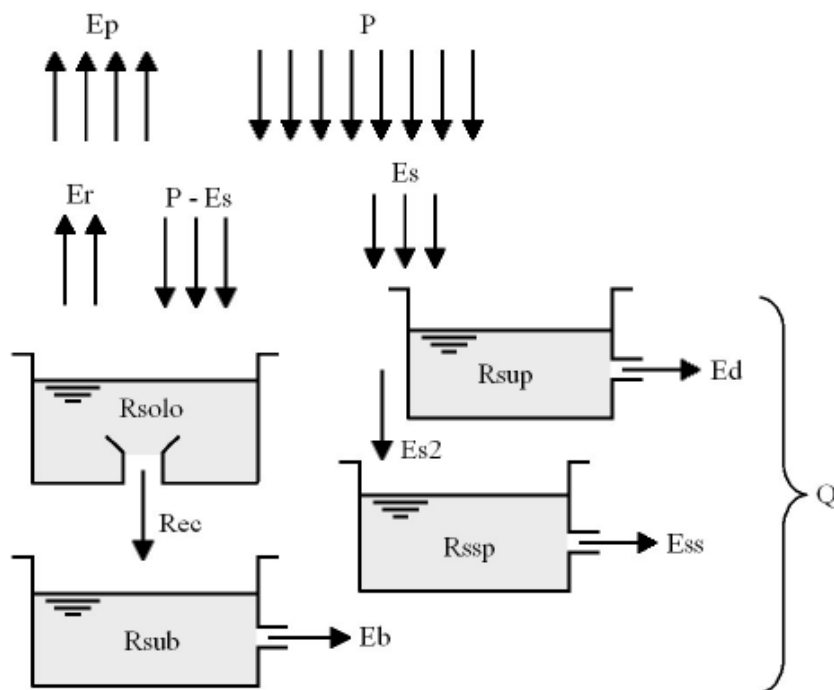 Ep
P
Er
P - Es
Es
Rsolo
Rsup
Ed
Es2
Rec
Rssp
Ess
Q
Rsub
Eb